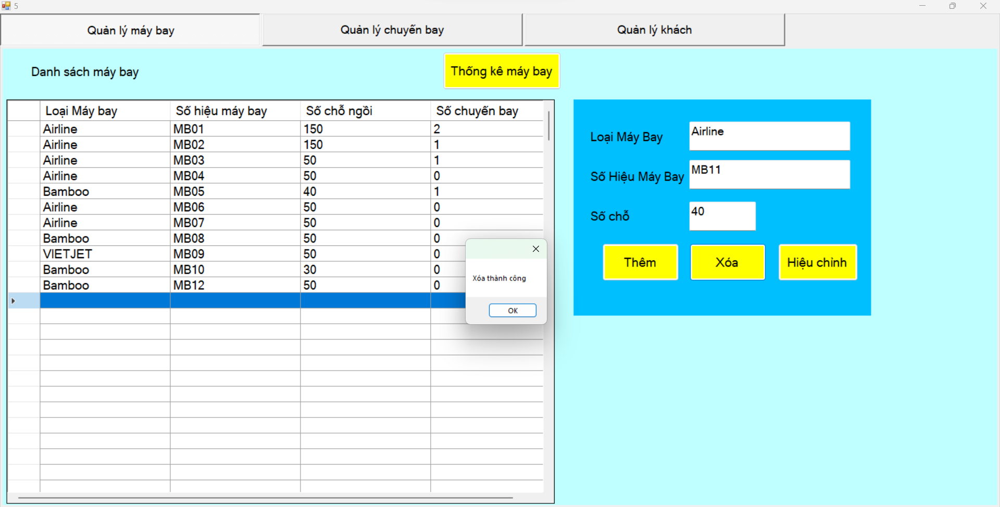 5
Quản lý máy bay
Quản lý chuyến bay
Quản lý khách
Danh sách máy bay
Thống kê máy bay
Loại Máy bay Số hiệu máy bay Số chỗ ngồi Số chuyến bay
Airline MB01 150 2
Airline MB02 150 1
Airline MB03 50 1
Airline MB04 50 0
Bamboo MB05 40 1
Airline MB06 50 0
Airline MB07 50 0
Bamboo MB08 50 0
VIETJET MB09 50 0
Bamboo MB10 30 0
Bamboo MB12 50 0
Xóa thành công
OK
Loại Máy Bay Airline
Số Hiệu Máy Bay MB11
Số chỗ 40
Thêm Xóa Hiệu chỉnh